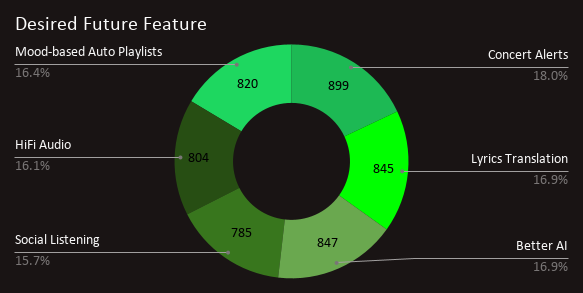 Desired Future Feature
Mood-based Auto Playlists
16.4%
Concert Alerts
18.0%
820
899
HiFi Audio
16.1%
804
Lyrics Translation
16.9%
845
Social Listening
15.7%
785
847
Better AI
16.9%